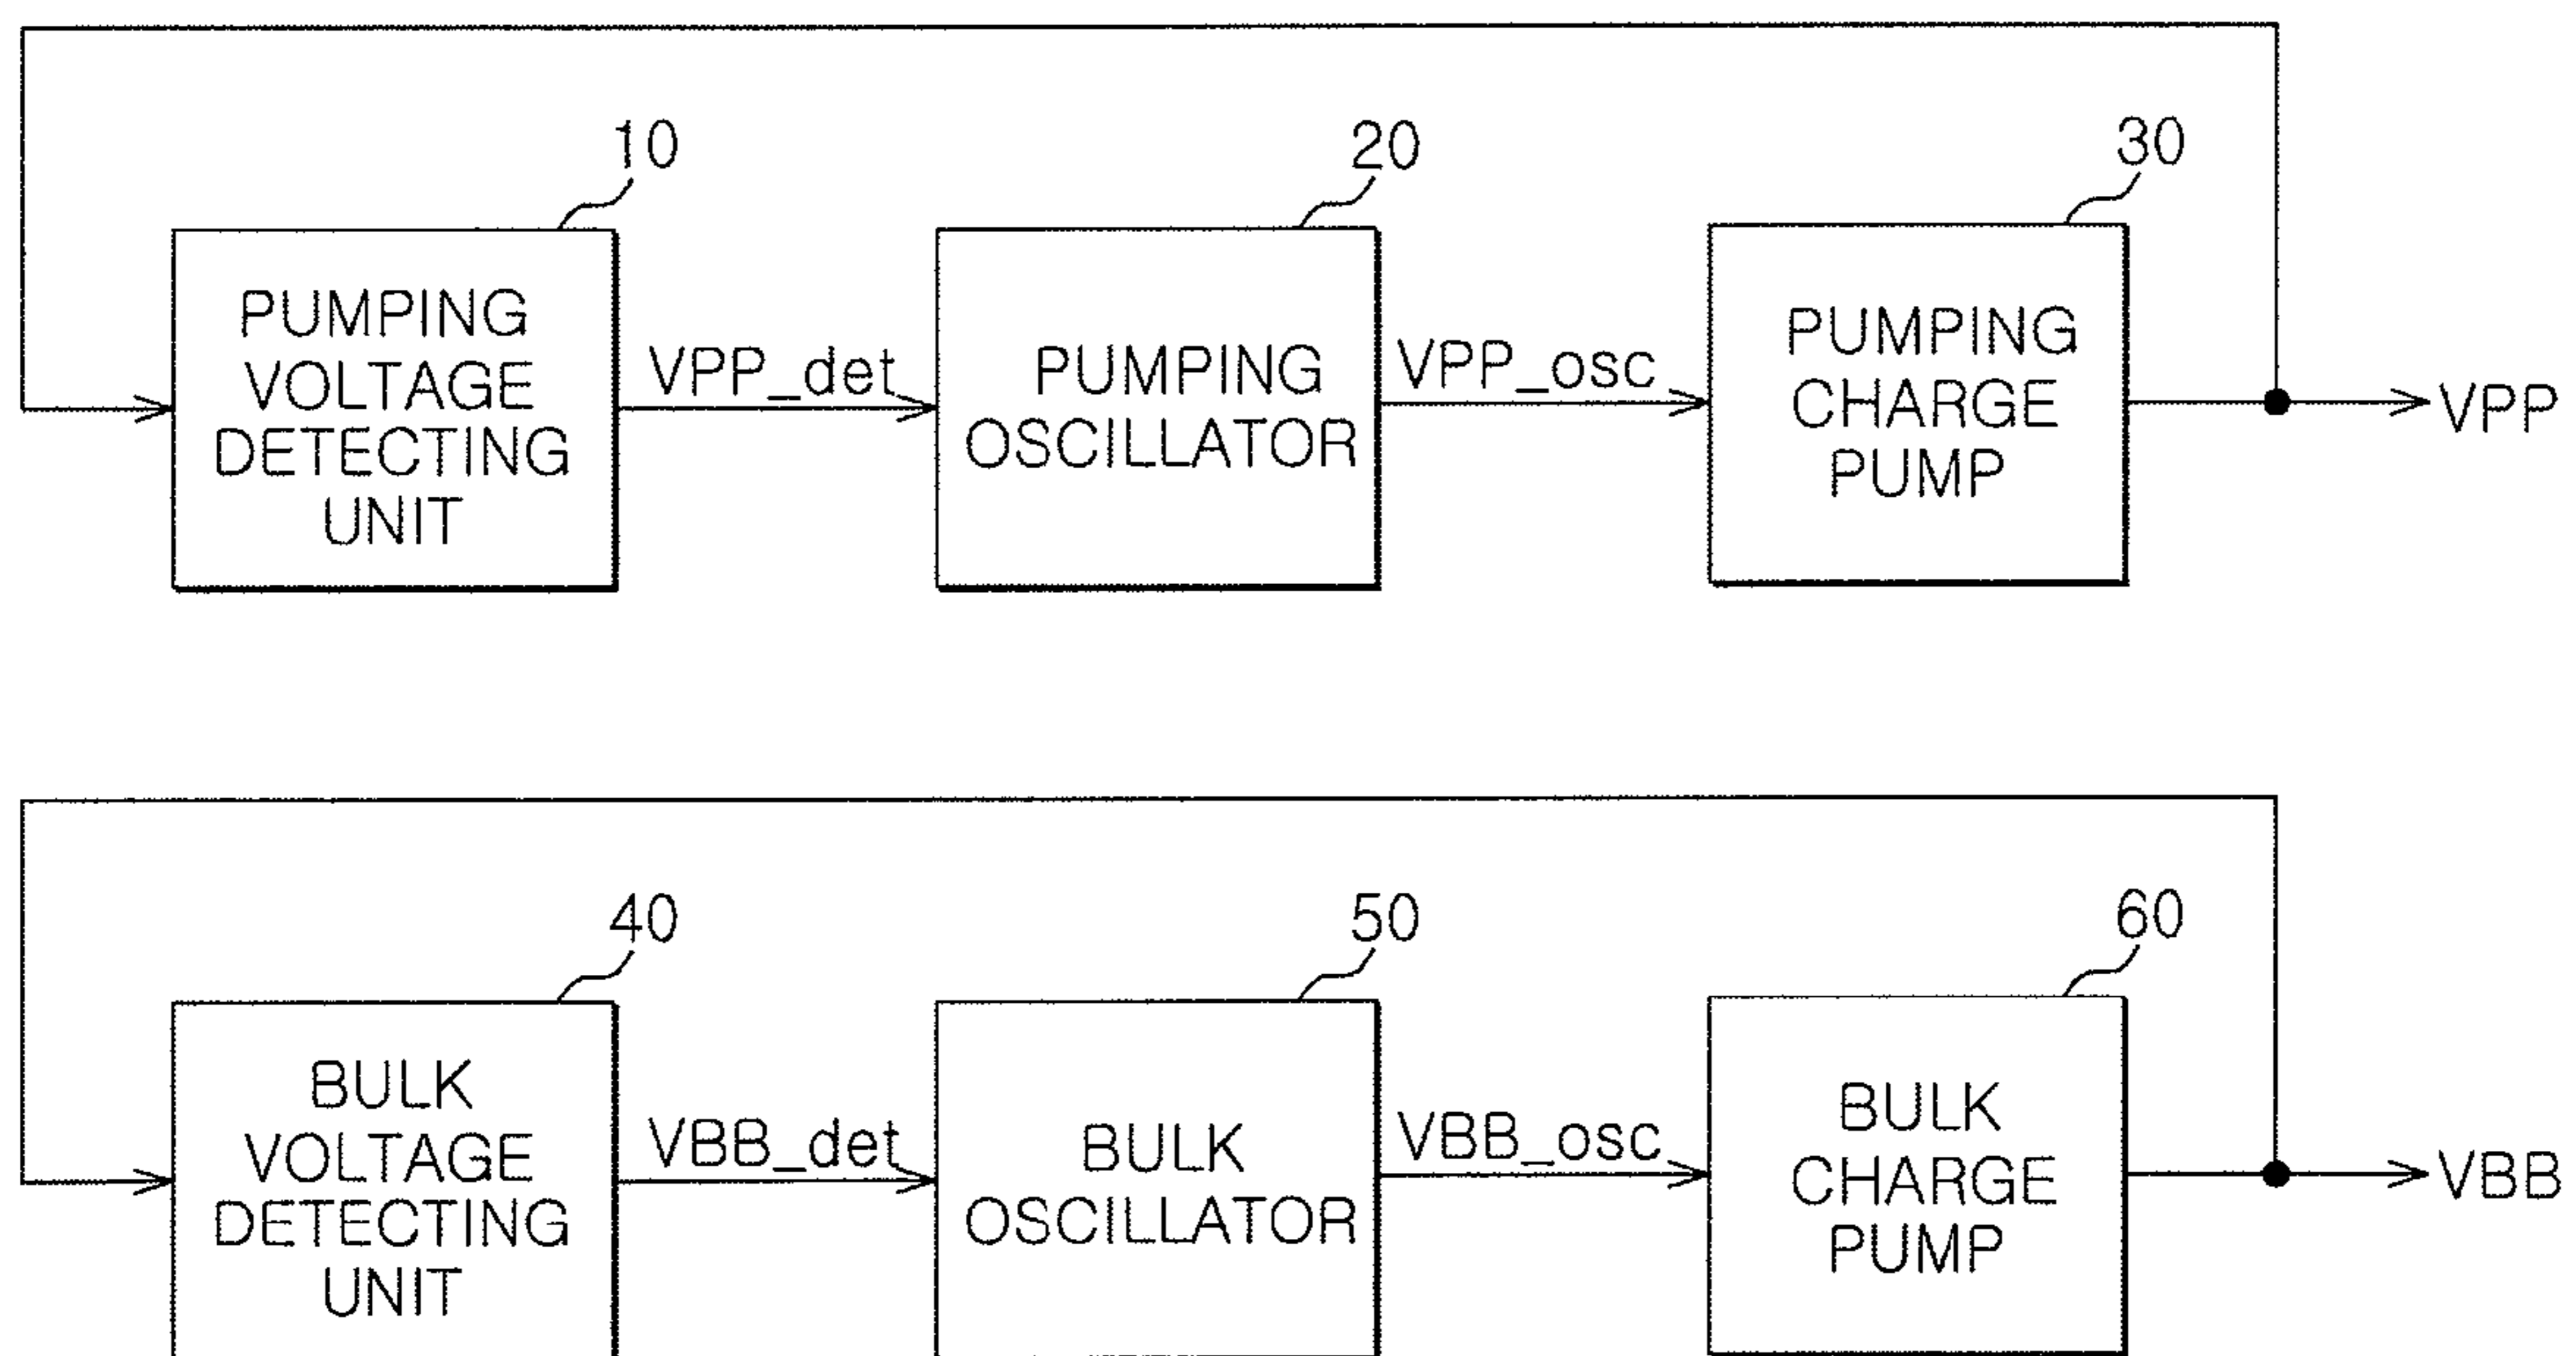 10
20
30
PUMPING
VOLTAGE
DETECTING
UNIT
VPP_det
PUMPING
OSCILLATOR
VPP_osc
PUMPING
CHARGE
PUMP
VPP
40
50
60
BULK
VOLTAGE
DETECTING
UNIT
VBB_det
BULK
OSCILLATOR
VBB_osc
BULK
CHARGE
PUMP
VBB